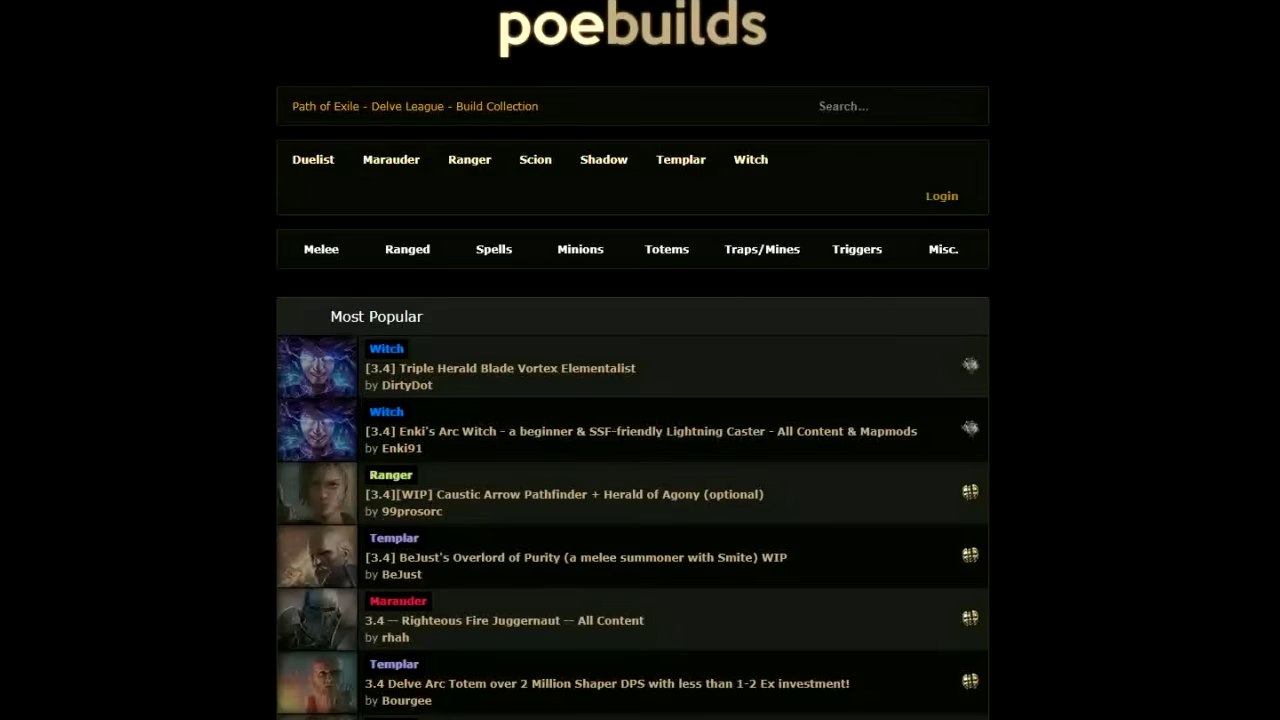 poebuilds
Path of Exile - Delve League - Build Collection
Search...
Duelist Marauder Ranger Scion Shadow Templar Witch
Login
Melee Ranged Spells Minions Totems Traps/Mines Triggers Misc.
Most Popular
Witch
[3.4] Triple Herald Blade Vortex Elementalist
by DirtyDot
Witch
[3.4] Enki's Arc Witch - a beginner & SSF-friendly Lightning Caster - All Content & Mapmods
by Enki91
Ranger
[3.4][WIP] Caustic Arrow Pathfinder + Herald of Agony (optional)
by 99prosorc
Templar
[3.4] BeJust's Overlord of Purity (a melee summoner with Smite) WIP
by BeJust
Marauder
3.4 -- Righteous Fire Juggernaut -- All Content
by rhah
Templar
3.4 Delve Arc Totem over 2 Million Shaper DPS with less than 1-2 Ex investment!
by Bourgee